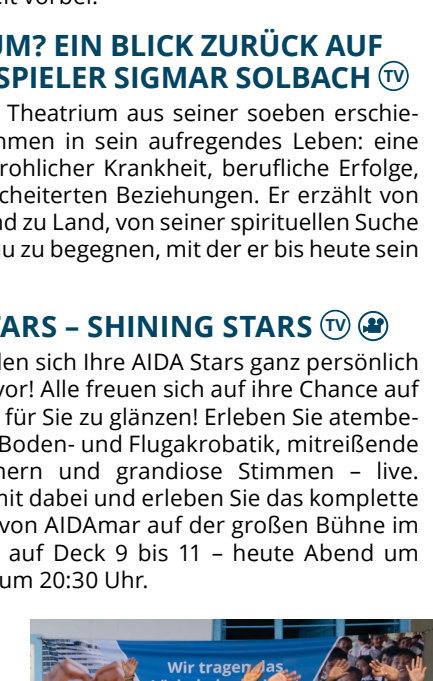 eit vorbei.
UM? EIN BLICK ZURÜCK AUF
SPIELER SIGMAR SOLBACH TV
Theatrium aus seiner soeben erschie-
mmen in sein aufregendes Leben: eine
rohlicher Krankheit, berufliche Erfolge,
cheiterten Beziehungen. Er erzählt von
nd zu Land, von seiner spirituellen Suche
au zu begegnen, mit der er bis heute sein
TARS – SHINING STARS TV
den sich Ihre AIDA Stars ganz persönlich
vor! Alle freuen sich auf ihre Chance auf
für Sie zu glänzen! Erleben Sie atembe-
Boden- und Flugakrobatik, mitreißende
nern und grandiose Stimmen – live.
mit dabei und erleben Sie das komplette
von AIDAmar auf der großen Bühne im
auf Deck 9 bis 11 – heute Abend um
um 20:30 Uhr.
Wir tragen das